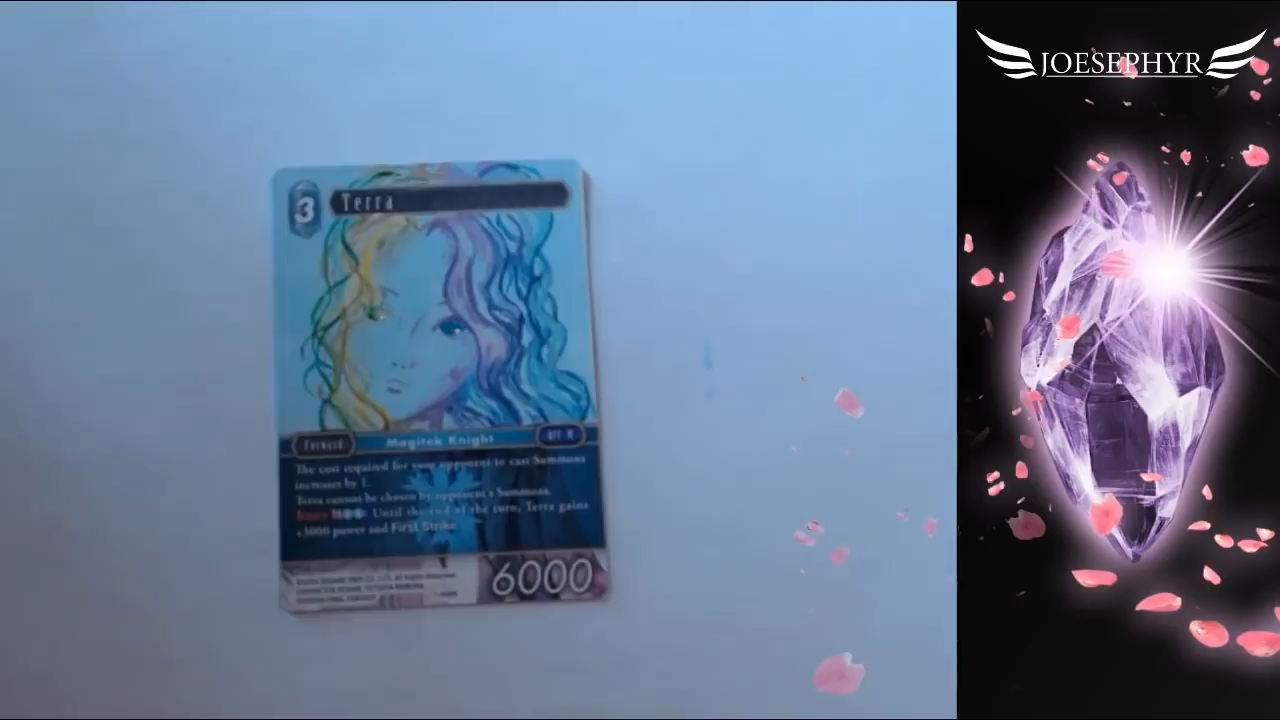 JOESEPHYR
3
Terra
Forward
Magitek Knight
The cost required for your opponent to cast Summons
increases by 1.
Terra cannot be chosen by opponent's Summons.
Until the end of the turn, Terra gains
+3000 power and First Strike
6000